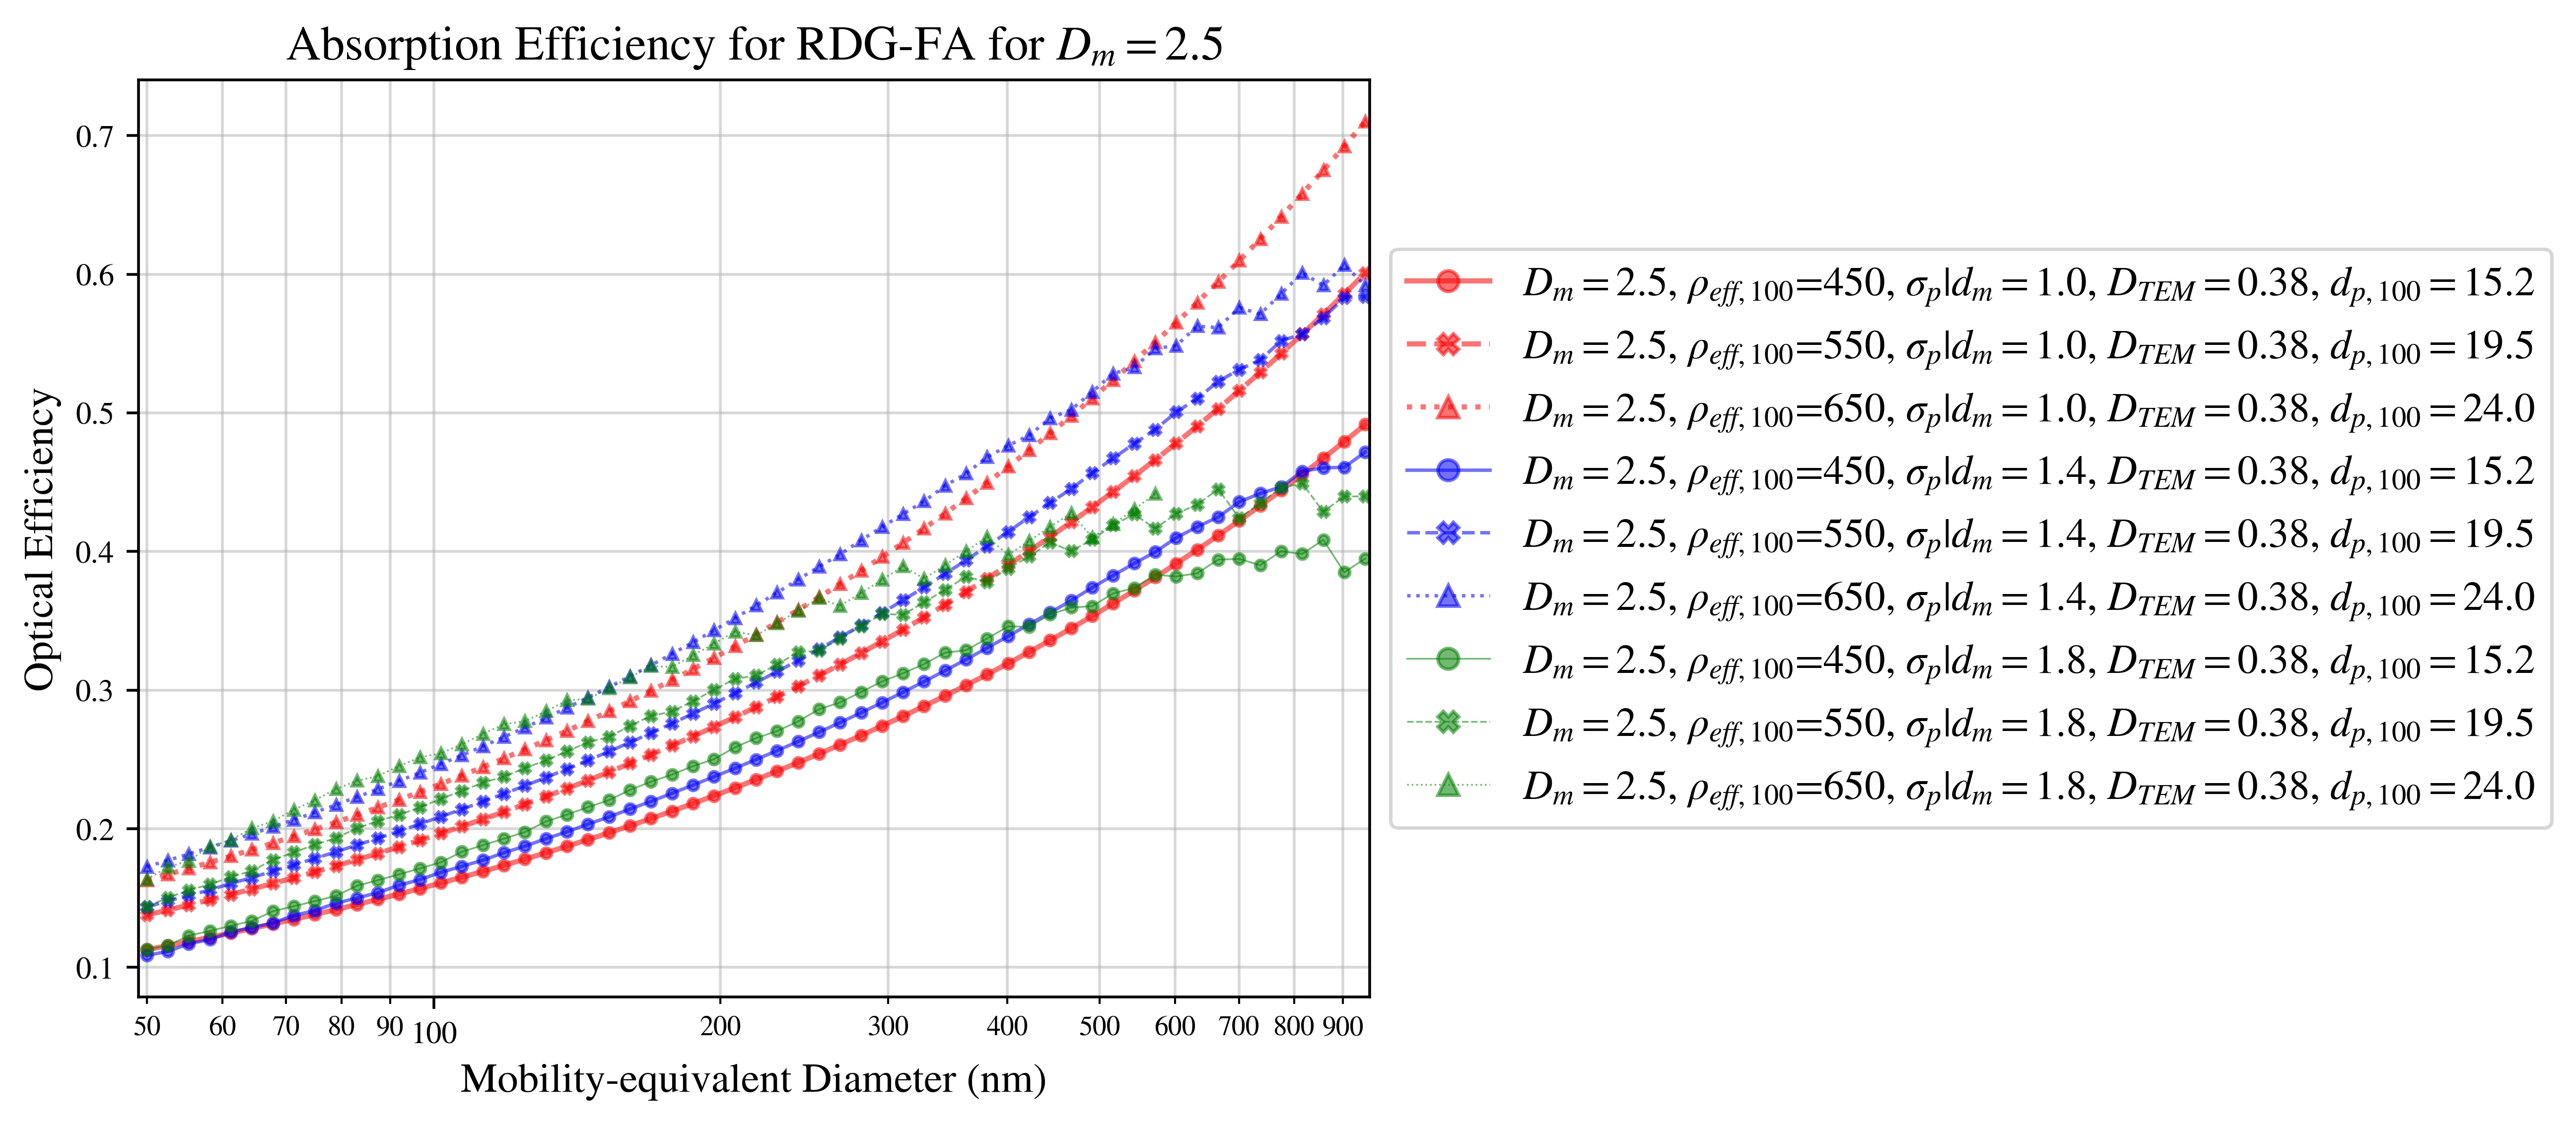 Absorption Efficiency for RDG-FA for D_m = 2.5
Optical Efficiency
0.7
0.6
0.5
0.4
0.3
0.2
0.1
50 60 70 80 90 100 200 300 400 500 600 700 800 900
Mobility-equivalent Diameter (nm)
D_m = 2.5, ρ_eff,100=450, σ_p|d_m = 1.0, D_TEM = 0.38, d_p,100 = 15.2
D_m = 2.5, ρ_eff,100=550, σ_p|d_m = 1.0, D_TEM = 0.38, d_p,100 = 19.5
D_m = 2.5, ρ_eff,100=650, σ_p|d_m = 1.0, D_TEM = 0.38, d_p,100 = 24.0
D_m = 2.5, ρ_eff,100=450, σ_p|d_m = 1.4, D_TEM = 0.38, d_p,100 = 15.2
D_m = 2.5, ρ_eff,100=550, σ_p|d_m = 1.4, D_TEM = 0.38, d_p,100 = 19.5
D_m = 2.5, ρ_eff,100=650, σ_p|d_m = 1.4, D_TEM = 0.38, d_p,100 = 24.0
D_m = 2.5, ρ_eff,100=450, σ_p|d_m = 1.8, D_TEM = 0.38, d_p,100 = 15.2
D_m = 2.5, ρ_eff,100=550, σ_p|d_m = 1.8, D_TEM = 0.38, d_p,100 = 19.5
D_m = 2.5, ρ_eff,100=650, σ_p|d_m = 1.8, D_TEM = 0.38, d_p,100 = 24.0